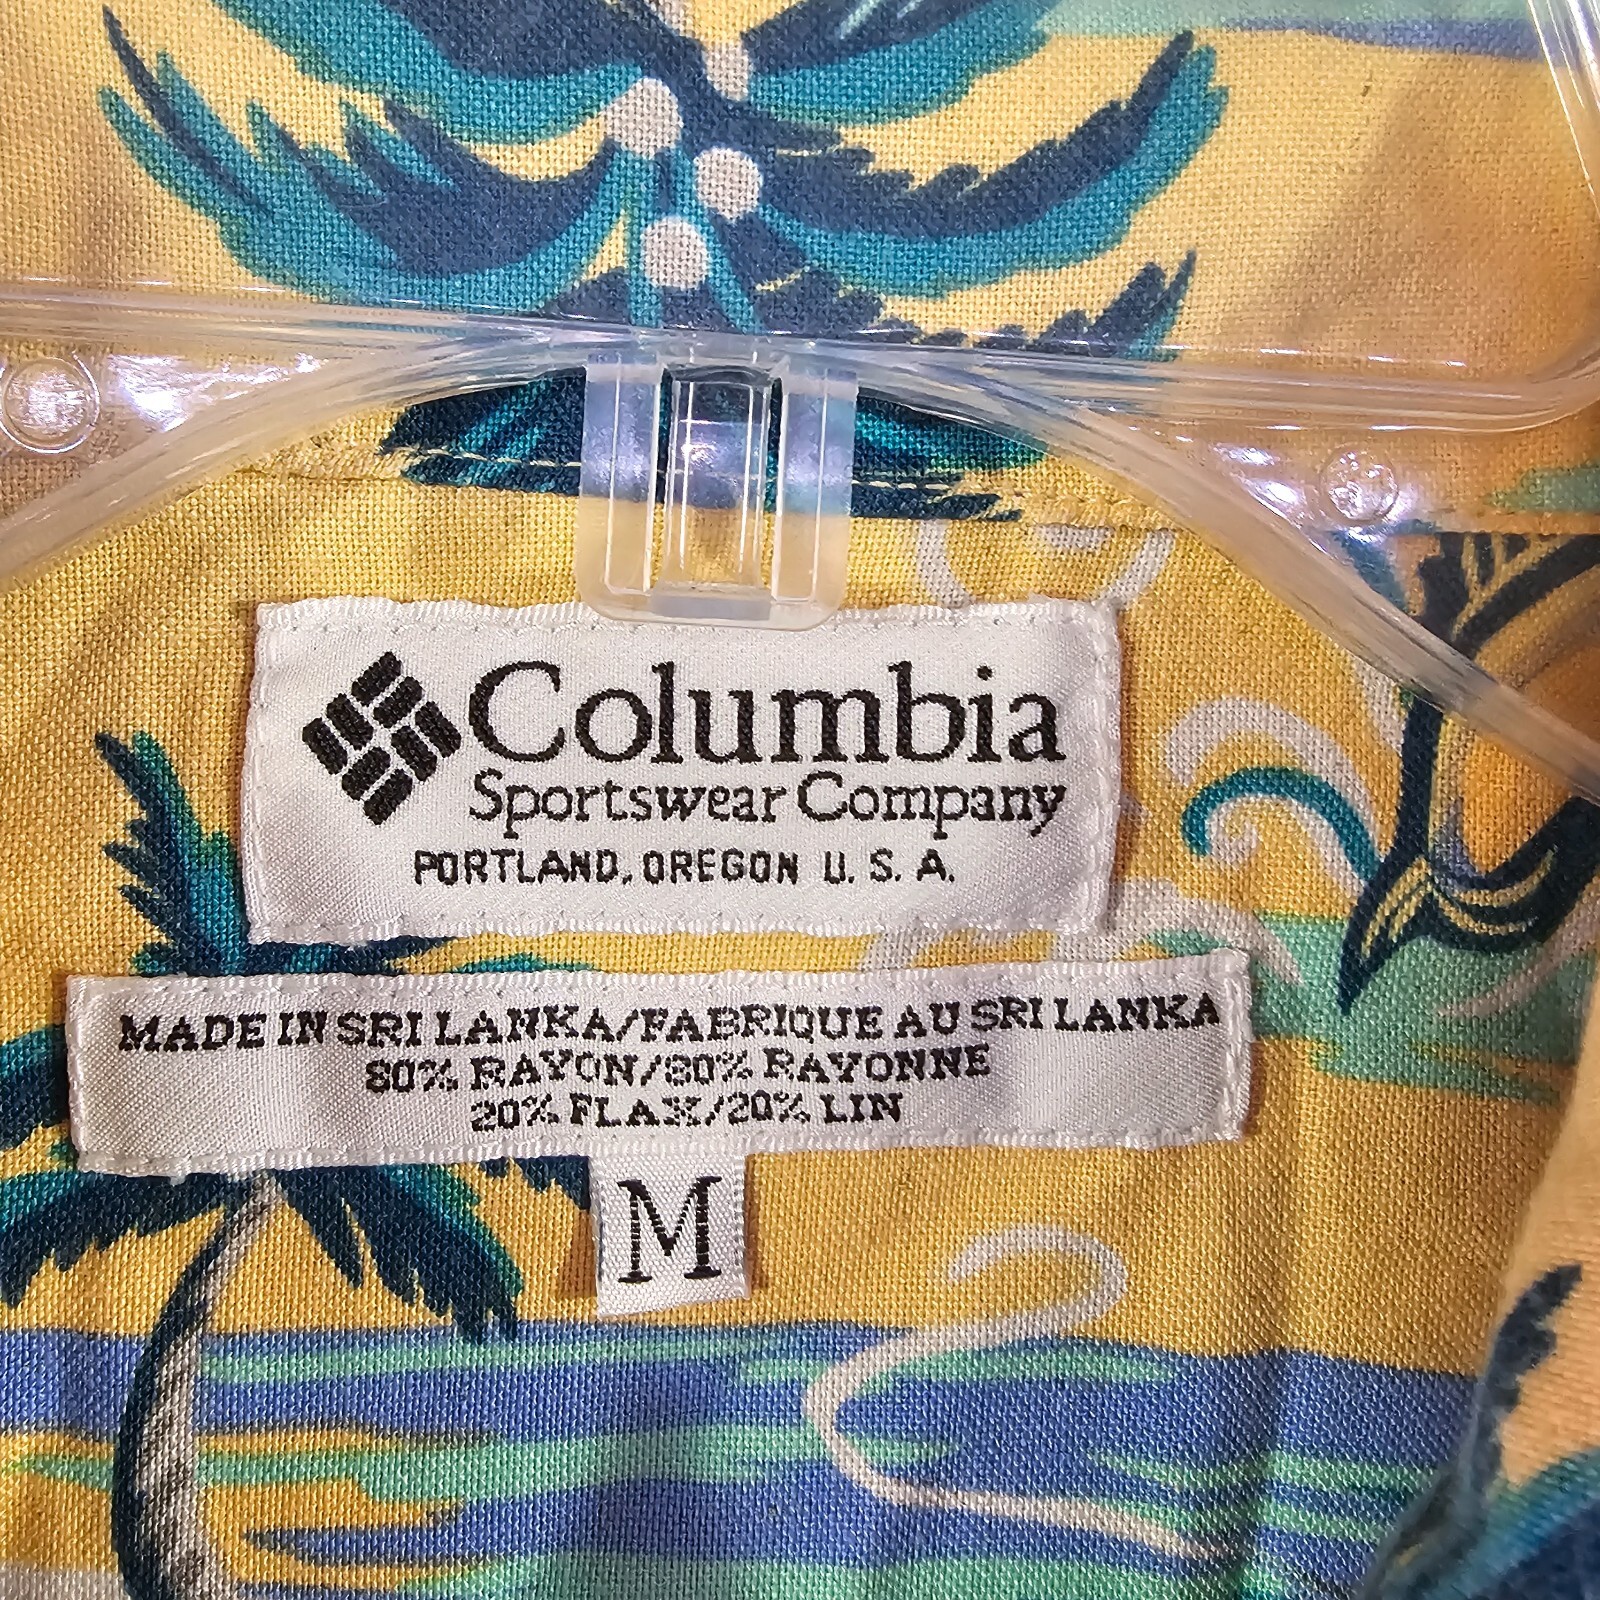 Columbia
Sportswear Company
PORTLAND, OREGON U. S. A.
MADE IN SRI LANKA/FABRIQUE AU SRI LANKA
80% RAYON/80% RAYONNE
20% FLAX/20% LIN
M